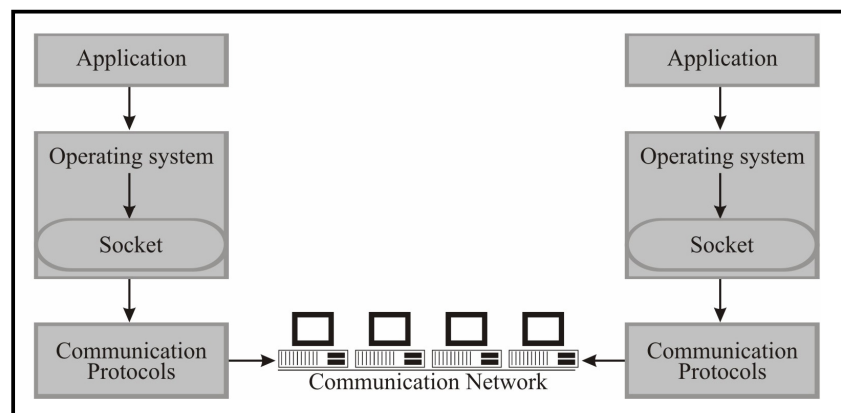 Application
Operating system
Socket
Communication
Protocols
Communication Network
Application
Operating system
Socket
Communication
Protocols